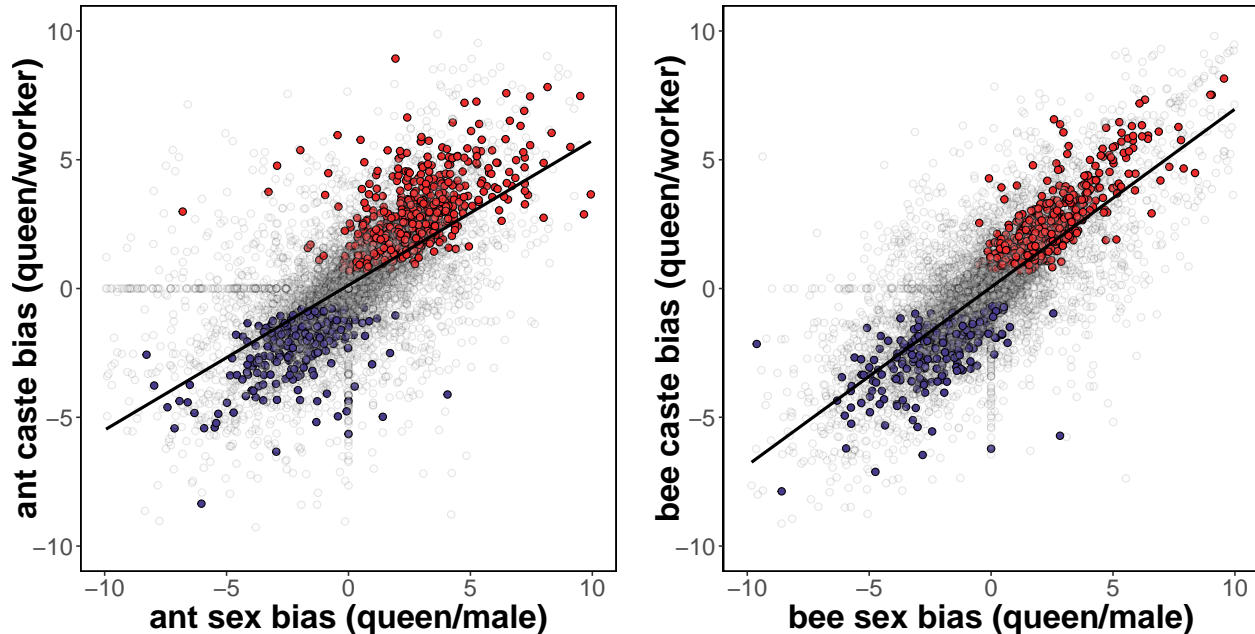 ant caste bias (queen/worker)
10
5
0
−5
−10
−10 −5 0 5 10
ant sex bias (queen/male)
bee caste bias (queen/worker)
10
5
0
−5
−10
−10 −5 0 5 10
bee sex bias (queen/male)